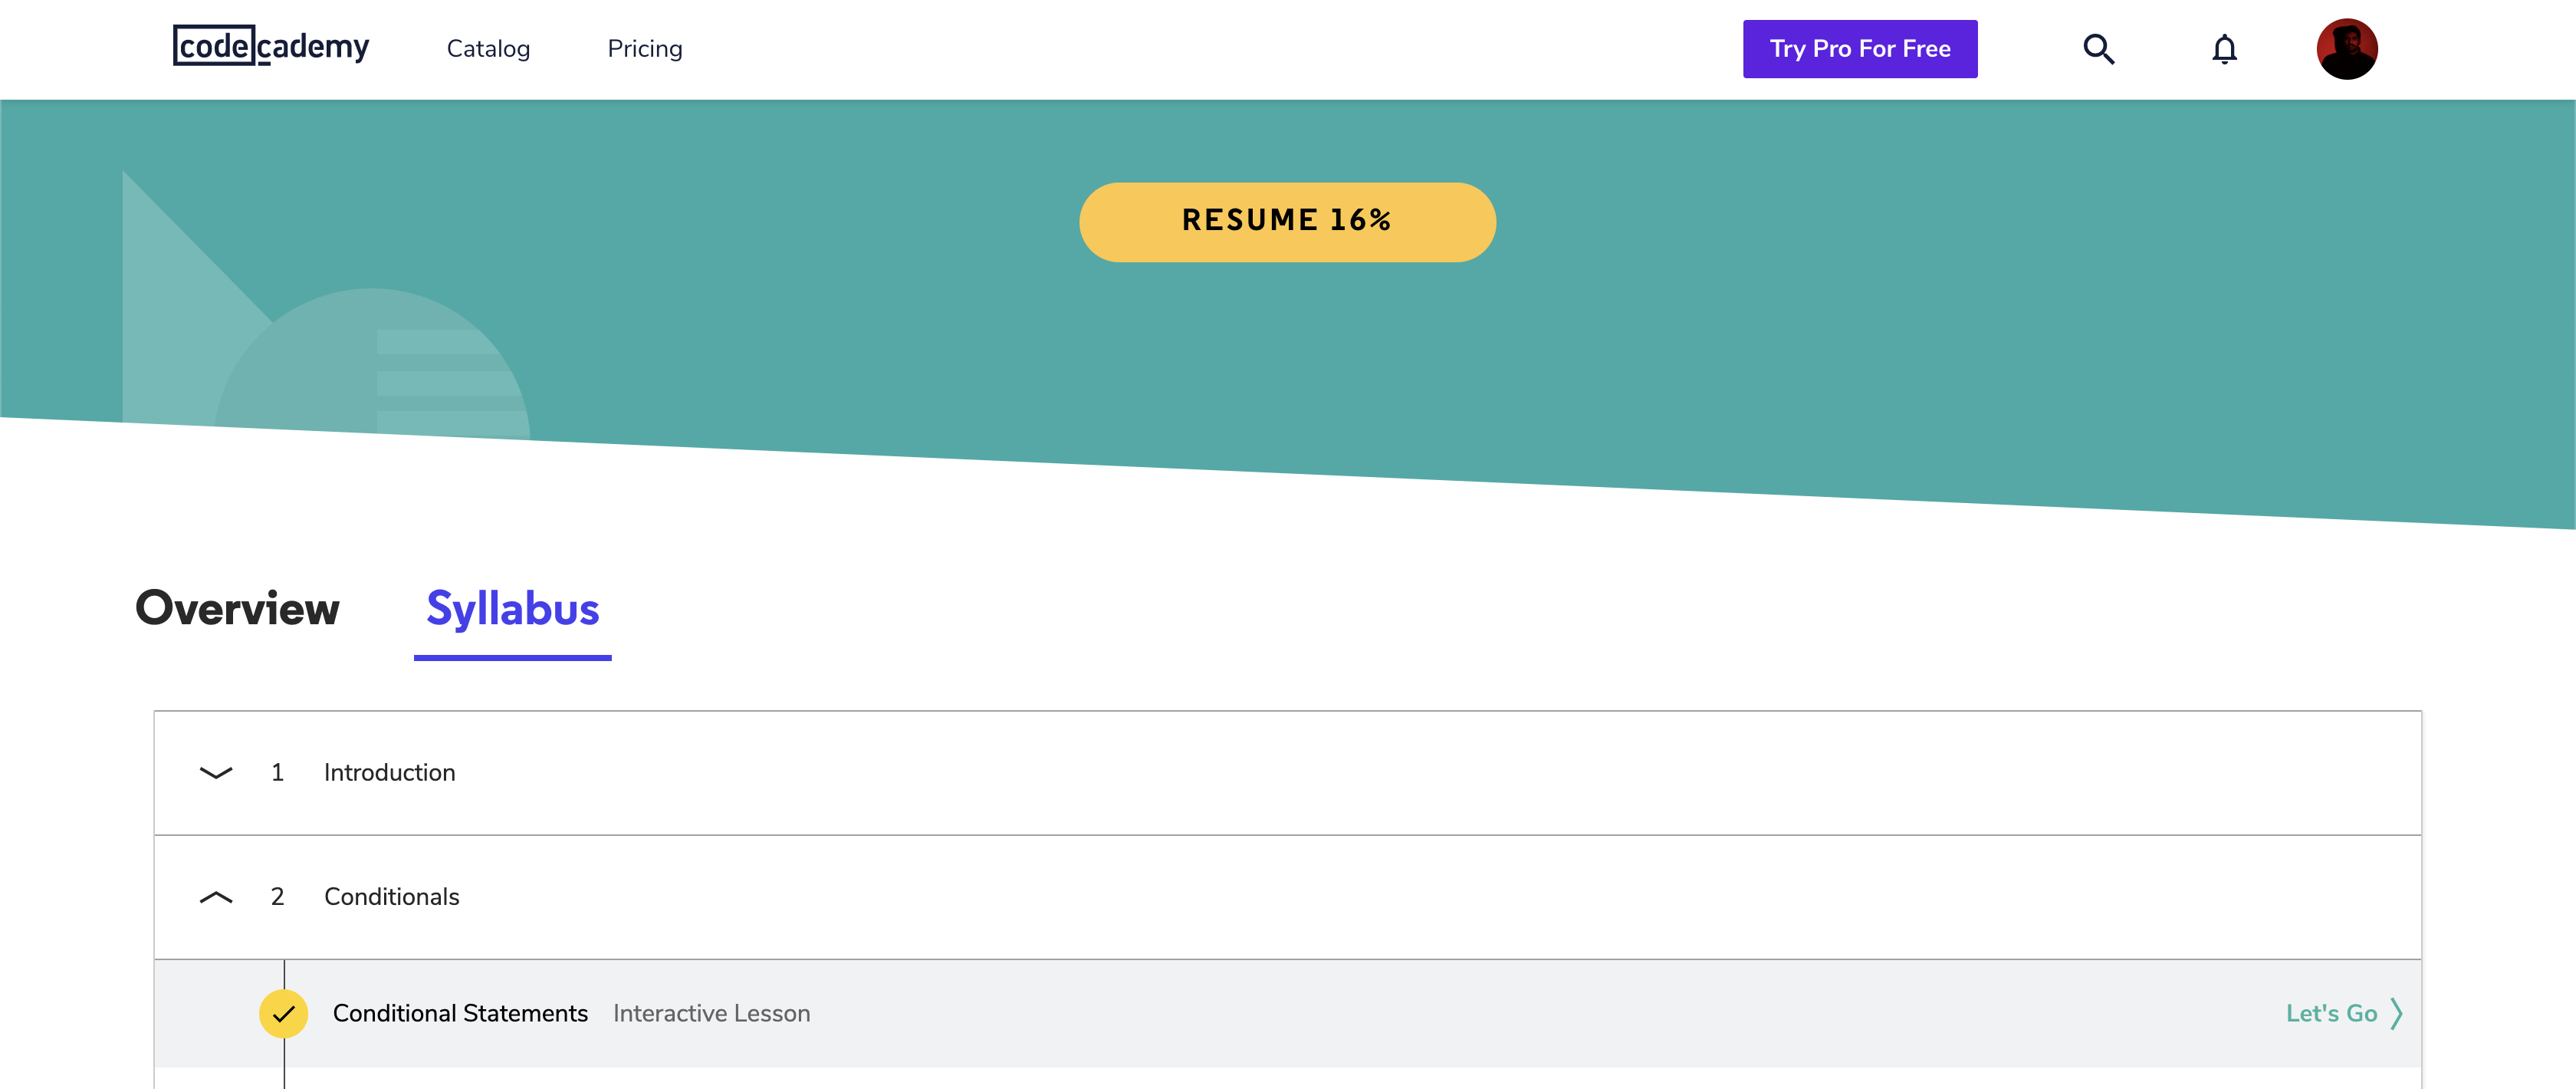 codecademy Catalog Pricing Try Pro For Free
RESUME 16%
Overview Syllabus
1 Introduction
2 Conditionals
Conditional Statements Interactive Lesson Let's Go